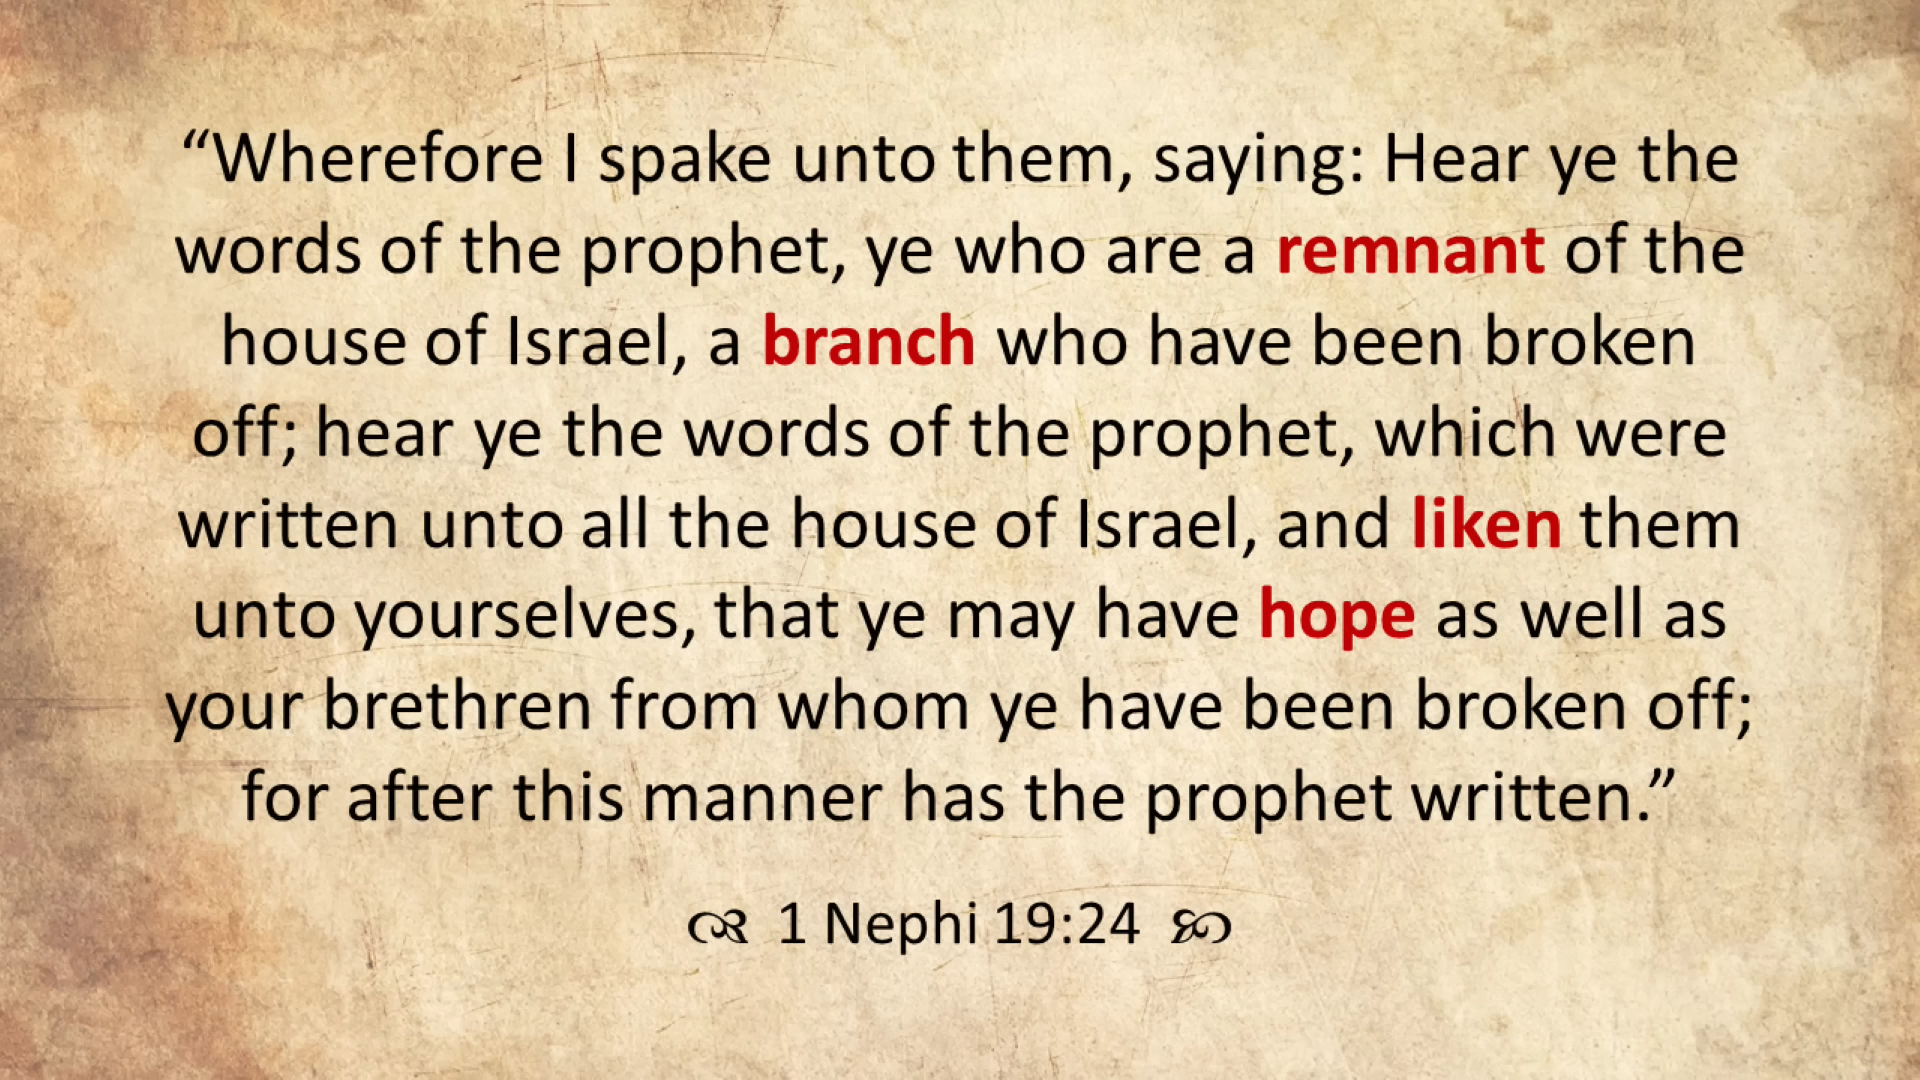 “Wherefore I spake unto them, saying: Hear ye the
words of the prophet, ye who are a remnant of the
house of Israel, a branch who have been broken
off; hear ye the words of the prophet, which were
written unto all the house of Israel, and liken them
unto yourselves, that ye may have hope as well as
your brethren from whom ye have been broken off;
for after this manner has the prophet written.”
1 Nephi 19:24